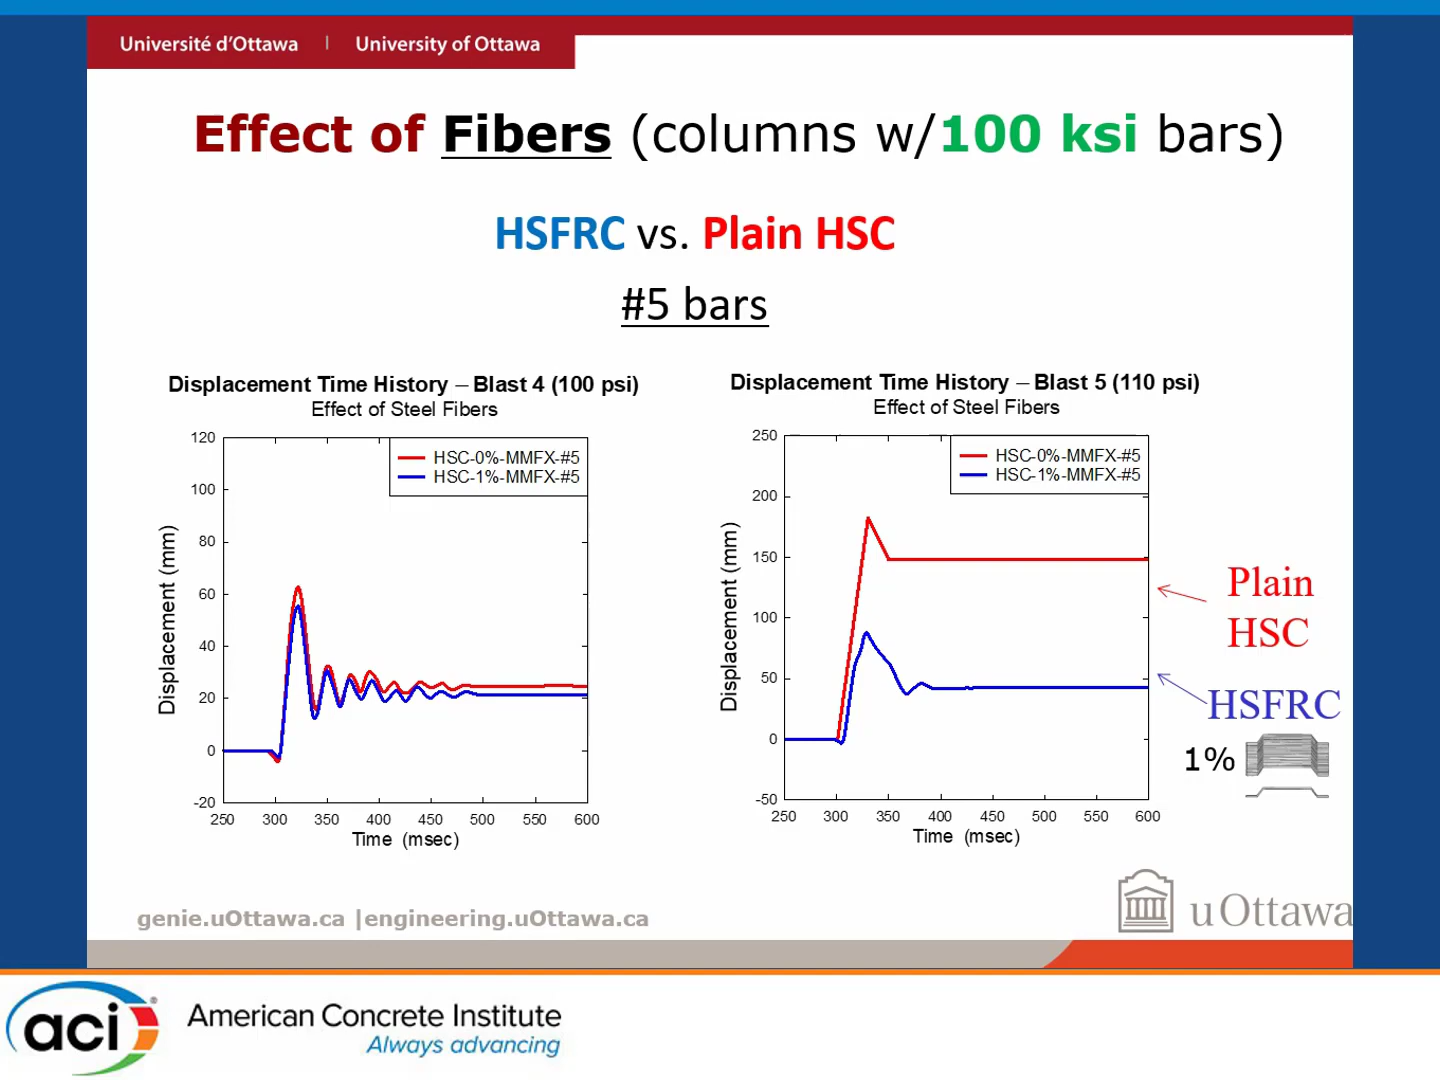 Université d'Ottawa | University of Ottawa
Effect of Fibers (columns w/100 ksi bars)
HSFRC vs. Plain HSC
#5 bars
Displacement Time History – Blast 4 (100 psi)
Effect of Steel Fibers
HSC-0%-MMFX-#5
HSC-1%-MMFX-#5
120
100
80
60
40
20
0
-20
Displacement (mm)
250 300 350 400 450 500 550 600
Time (msec)
Displacement Time History – Blast 5 (110 psi)
Effect of Steel Fibers
HSC-0%-MMFX-#5
HSC-1%-MMFX-#5
250
200
150
100
50
0
-50
Displacement (mm)
250 300 350 400 450 500 550 600
Time (msec)
Plain
HSC
HSFRC
1%
genie.uOttawa.ca |engineering.uOttawa.ca
uOttawa
aci®
American Concrete Institute
Always advancing